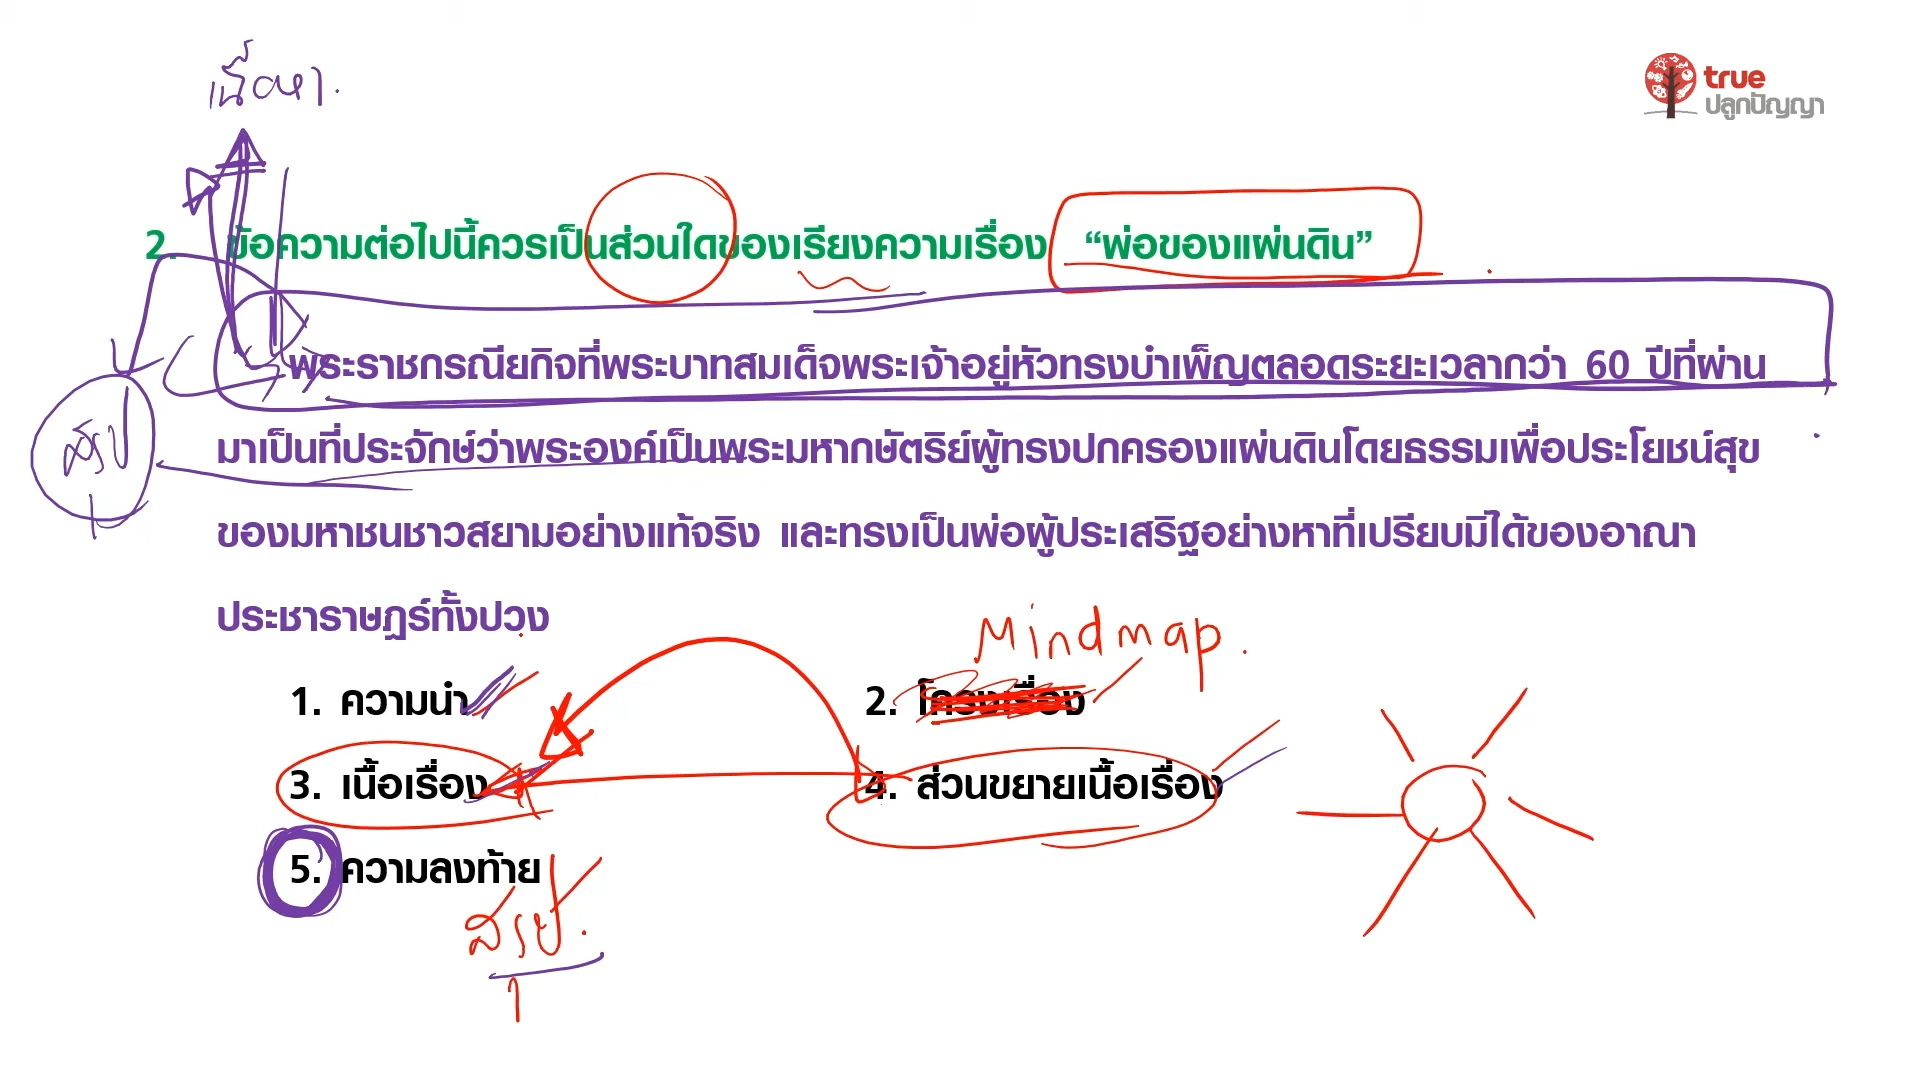 เนื้อหา.
true
ปลูกปัญญา
2. ข้อความต่อไปนี้ควรเป็นส่วนใดของเรียงความเรื่อง “พ่อของแผ่นดิน”
พระราชกรณียกิจที่พระบาทสมเด็จพระเจ้าอยู่หัวทรงบำเพ็ญตลอดระยะเวลากว่า 60 ปีที่ผ่าน
มาเป็นที่ประจักษ์ว่าพระองค์เป็นพระมหากษัตริย์ผู้ทรงปกครองแผ่นดินโดยธรรมเพื่อประโยชน์สุข
สรุป
ของมหาชนชาวสยามอย่างแท้จริง และทรงเป็นพ่อผู้ประเสริฐอย่างหาที่เปรียบมิได้ของอาณา
ประชาราษฎร์ทั้งปวง
Mindmap.
1. ความนำ
2. โครงเรื่อง
3. เนื้อเรื่อง
4. ส่วนขยายเนื้อเรื่อง
5. ความลงท้าย
สรุป.